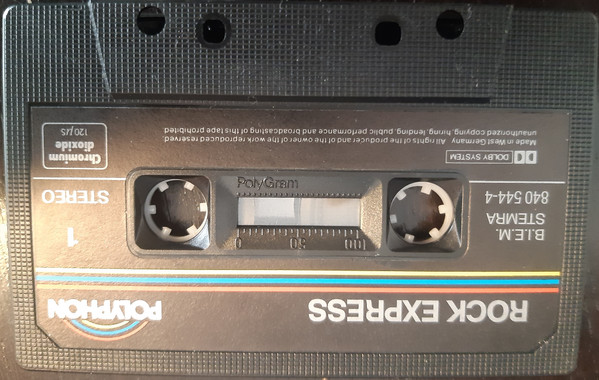 ROCK EXPRESS
POLYPHON
B.I.E.M.
STEMRA
840 544-4
1
STEREO
100 50 0
PolyGram
DOLBY SYSTEM
Made in West Germany. All rights of the producer and of the owner of the work reproduced reserved.
unauthorized copying, hiring, lending, public performance and broadcasting of this tape prohibited.
Chromium
dioxide
120 µS